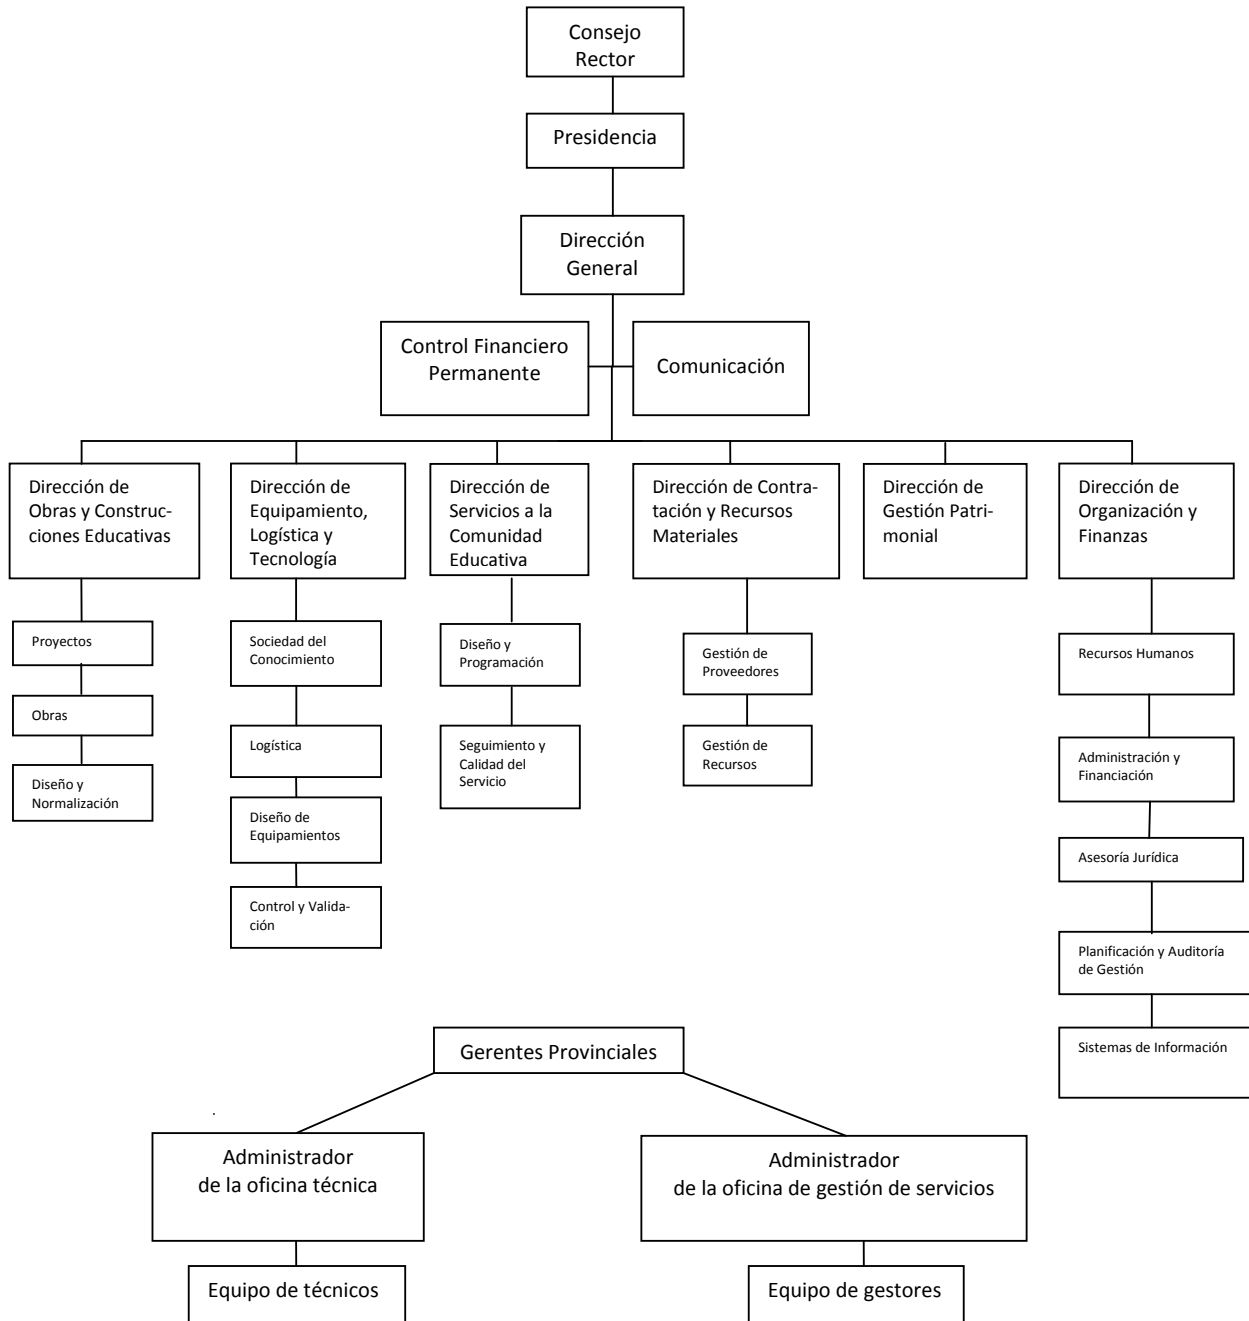 Consejo
Rector
Presidencia
Dirección
General
Control Financiero
Permanente
Comunicación
Dirección de
Obras y Construc-
ciones Educativas
Dirección de
Equipamiento,
Logística y
Tecnología
Dirección de
Servicios a la
Comunidad
Educativa
Dirección de Contra-
tación y Recursos
Materiales
Dirección de
Gestión Patri-
monial
Dirección de
Organización y
Finanzas
Proyectos
Obras
Diseño y
Normalización
Sociedad del
Conocimiento
Logística
Diseño de
Equipamientos
Control y Valida-
ción
Diseño y
Programación
Seguimiento y
Calidad del
Servicio
Gestión de
Proveedores
Gestión de
Recursos
Recursos Humanos
Administración y
Financiación
Asesoría Jurídica
Planificación y Auditoría
de Gestión
Sistemas de Información
Gerentes Provinciales
Administrador
de la oficina técnica
Administrador
de la oficina de gestión de servicios
Equipo de técnicos
Equipo de gestores